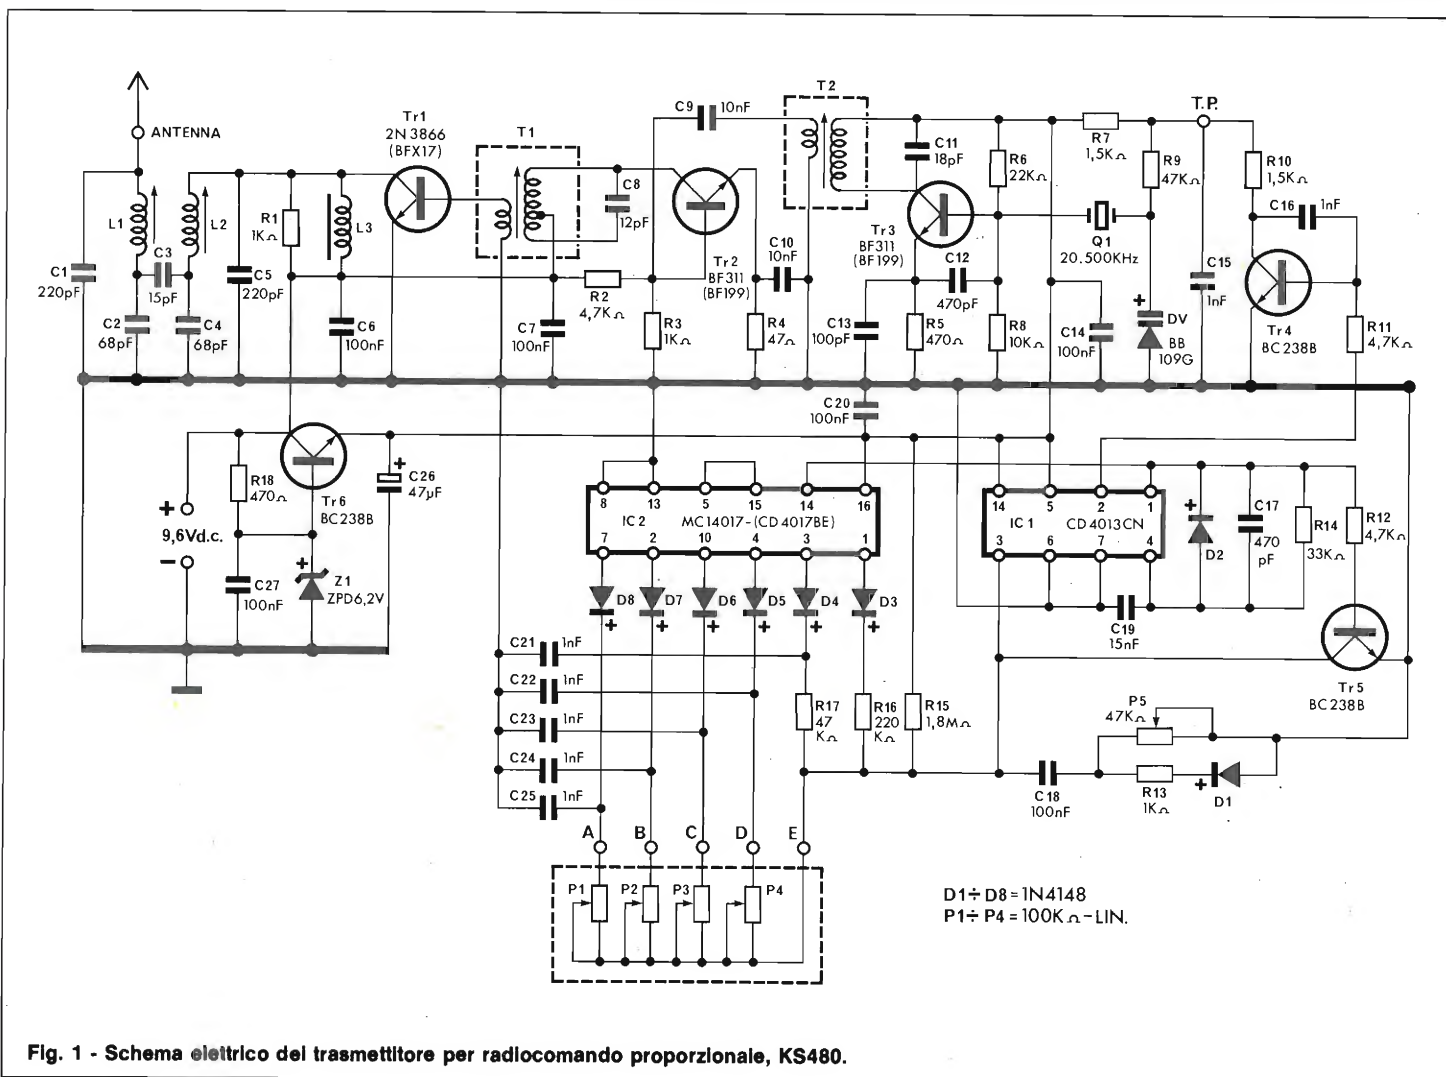 ANTENNA
Tr1
2N3866
(BFX17)
T1
C9 10nF
T2
T.P.
R7
1,5KΩ
C11
18pF
R6
22KΩ
R9
47KΩ
R10
1,5KΩ
C16 1nF
L1
L2
R1
1KΩ
L3
C8
12pF
C3
15pF
C1
220pF
C5
220pF
C2
68pF
C4
68pF
C6
100nF
C7
100nF
R2
4,7KΩ
R3
1KΩ
Tr2
BF311
(BF199)
C10
10nF
R4
47Ω
Tr3
BF311
(BF199)
C12
470pF
C13
100pF
R5
470Ω
R8
10KΩ
Q1
20.500KHz
C14
100nF
+
DV
BB
109G
C15
1nF
Tr4
BC238B
R11
4,7KΩ
C20
100nF
R18
470Ω
Tr6
BC238B
+
C26
47µF
+
9,6Vd.c.
–
C27
100nF
+
Z1
ZPD6,2V
8 13 5 15 14 16
IC2 MC14017-(CD4017BE)
7 2 10 4 3 1
14 5 2 1
IC1 CD4013CN
3 6 7 4
+
D2
C17
470
pF
R14
33KΩ
R12
4,7KΩ
D8 D7 D6 D5 D4 D3
+ + + + + +
C19
15nF
Tr5
BC238B
C21 1nF
C22 1nF
C23 1nF
C24 1nF
C25 1nF
R17
47
KΩ
R16
220
KΩ
R15
1,8MΩ
P5
47KΩ
C18
100nF
R13
1KΩ
+
D1
A B C D E
P1 P2 P3 P4
D1÷D8=1N4148
P1÷P4=100KΩ-LIN.
Fig. 1 - Schema elettrico del trasmettitore per radiocomando proporzionale, KS480.